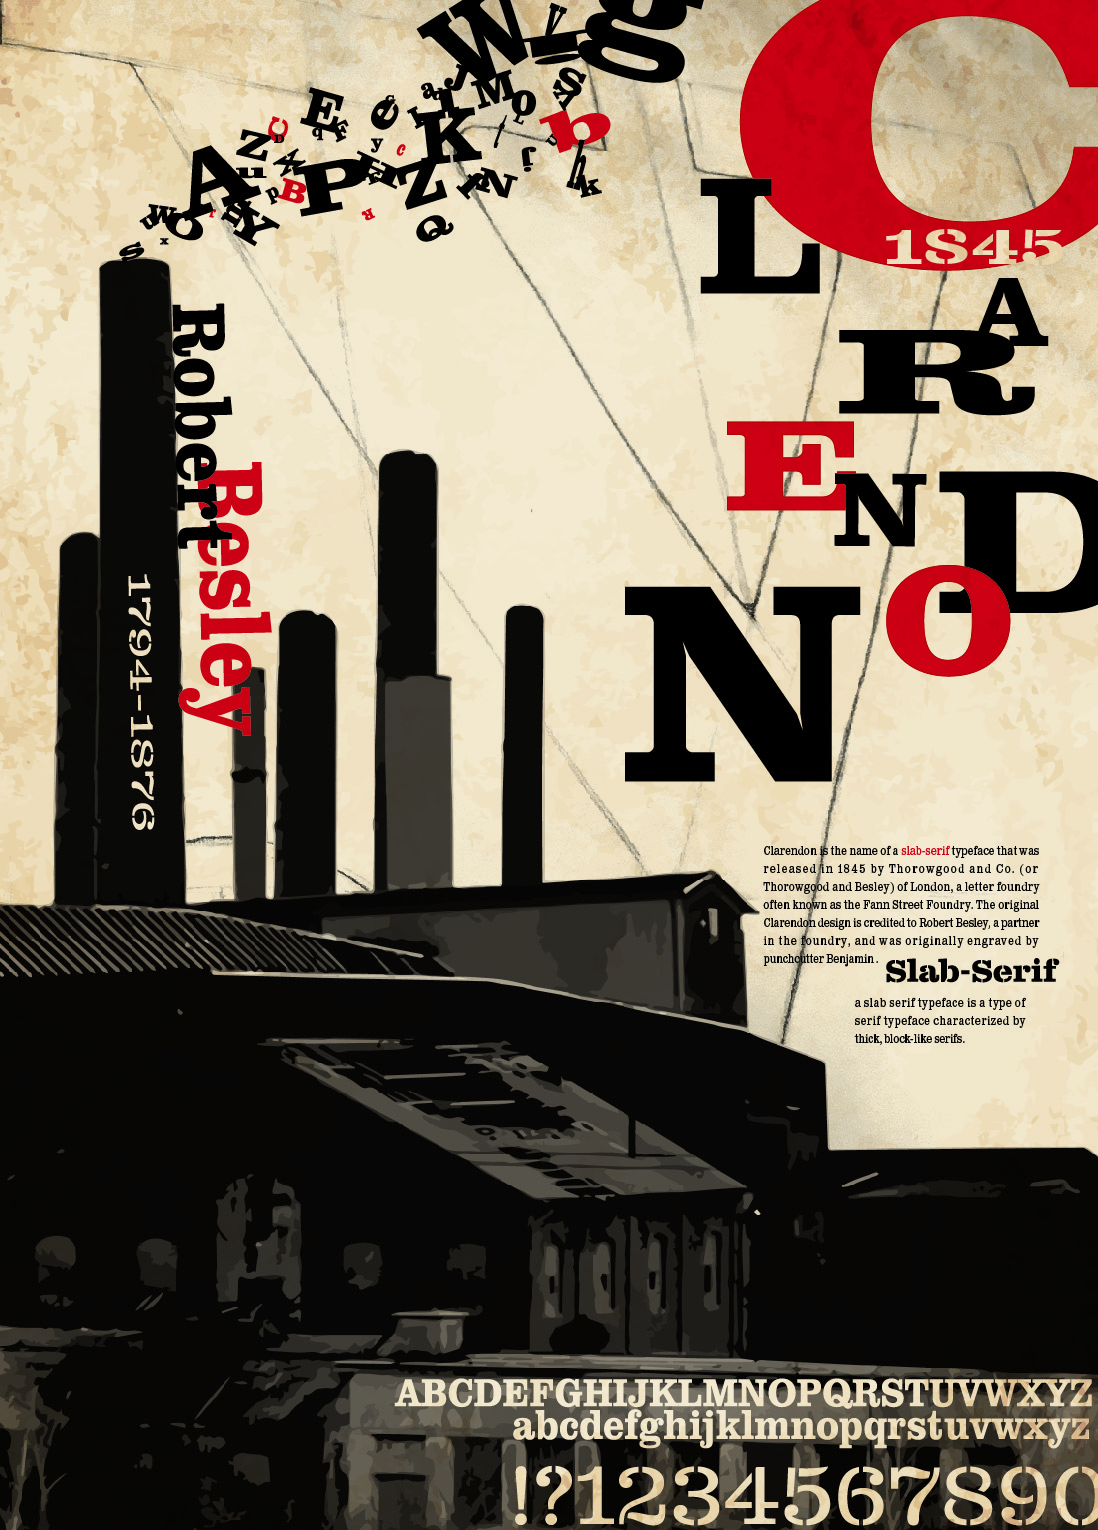 C
1845
L
A
R
E
N
D
O
N
Robert
Besley
1794-1876
Clarendon is the name of a slab-serif typeface that was
released in 1845 by Thorowgood and Co. (or
Thorowgood and Besley) of London, a letter foundry
often known as the Fann Street Foundry. The original
Clarendon design is credited to Robert Besley, a partner
in the foundry, and was originally engraved by
punchcutter Benjamin.
Slab-Serif
a slab serif typeface is a type of
serif typeface characterized by
thick, block-like serifs.
ABCDEFGHIJKLMNOPQRSTUVWXYZ
abcdefghijklmnopqrstuvwxyz
!?1234567890